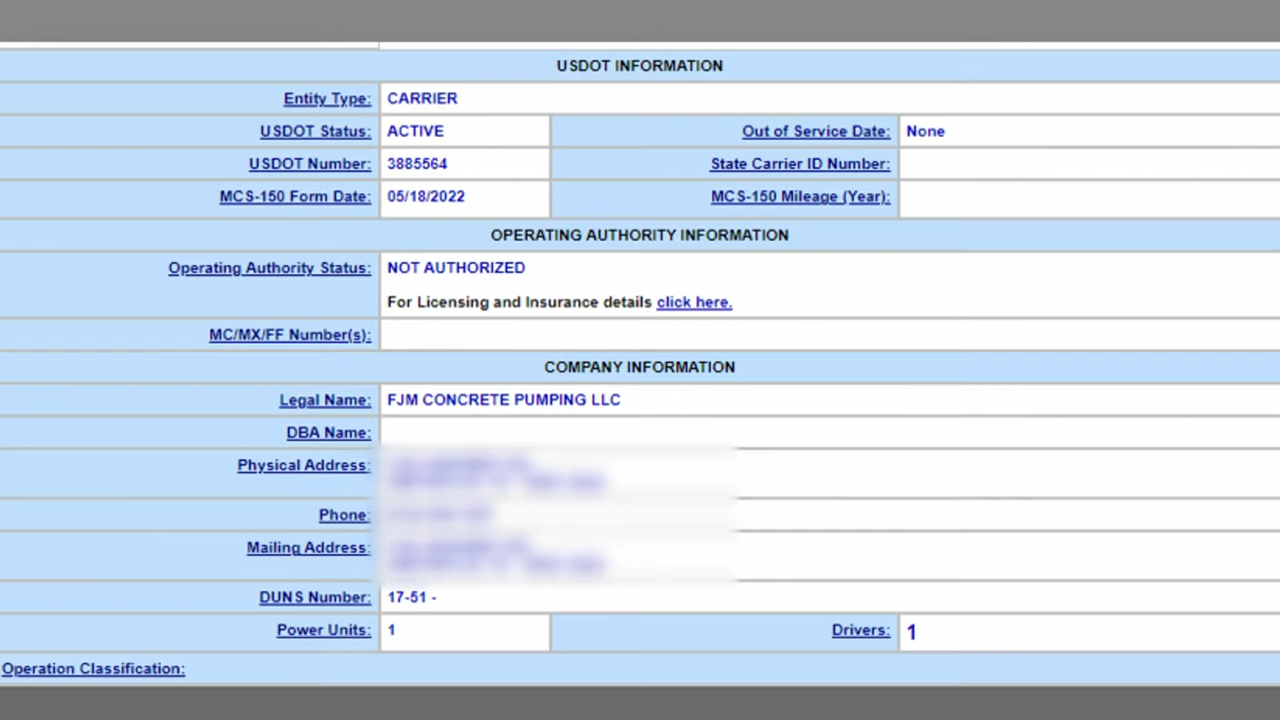 USDOT INFORMATION
Entity Type: CARRIER
USDOT Status: ACTIVE Out of Service Date: None
USDOT Number: 3885564 State Carrier ID Number:
MCS-150 Form Date: 05/18/2022 MCS-150 Mileage (Year):
OPERATING AUTHORITY INFORMATION
Operating Authority Status: NOT AUTHORIZED
For Licensing and Insurance details click here.
MC/MX/FF Number(s):
COMPANY INFORMATION
Legal Name: FJM CONCRETE PUMPING LLC
DBA Name:
Physical Address:
Phone:
Mailing Address:
DUNS Number: 17-51 -
Power Units: 1 Drivers: 1
Operation Classification: